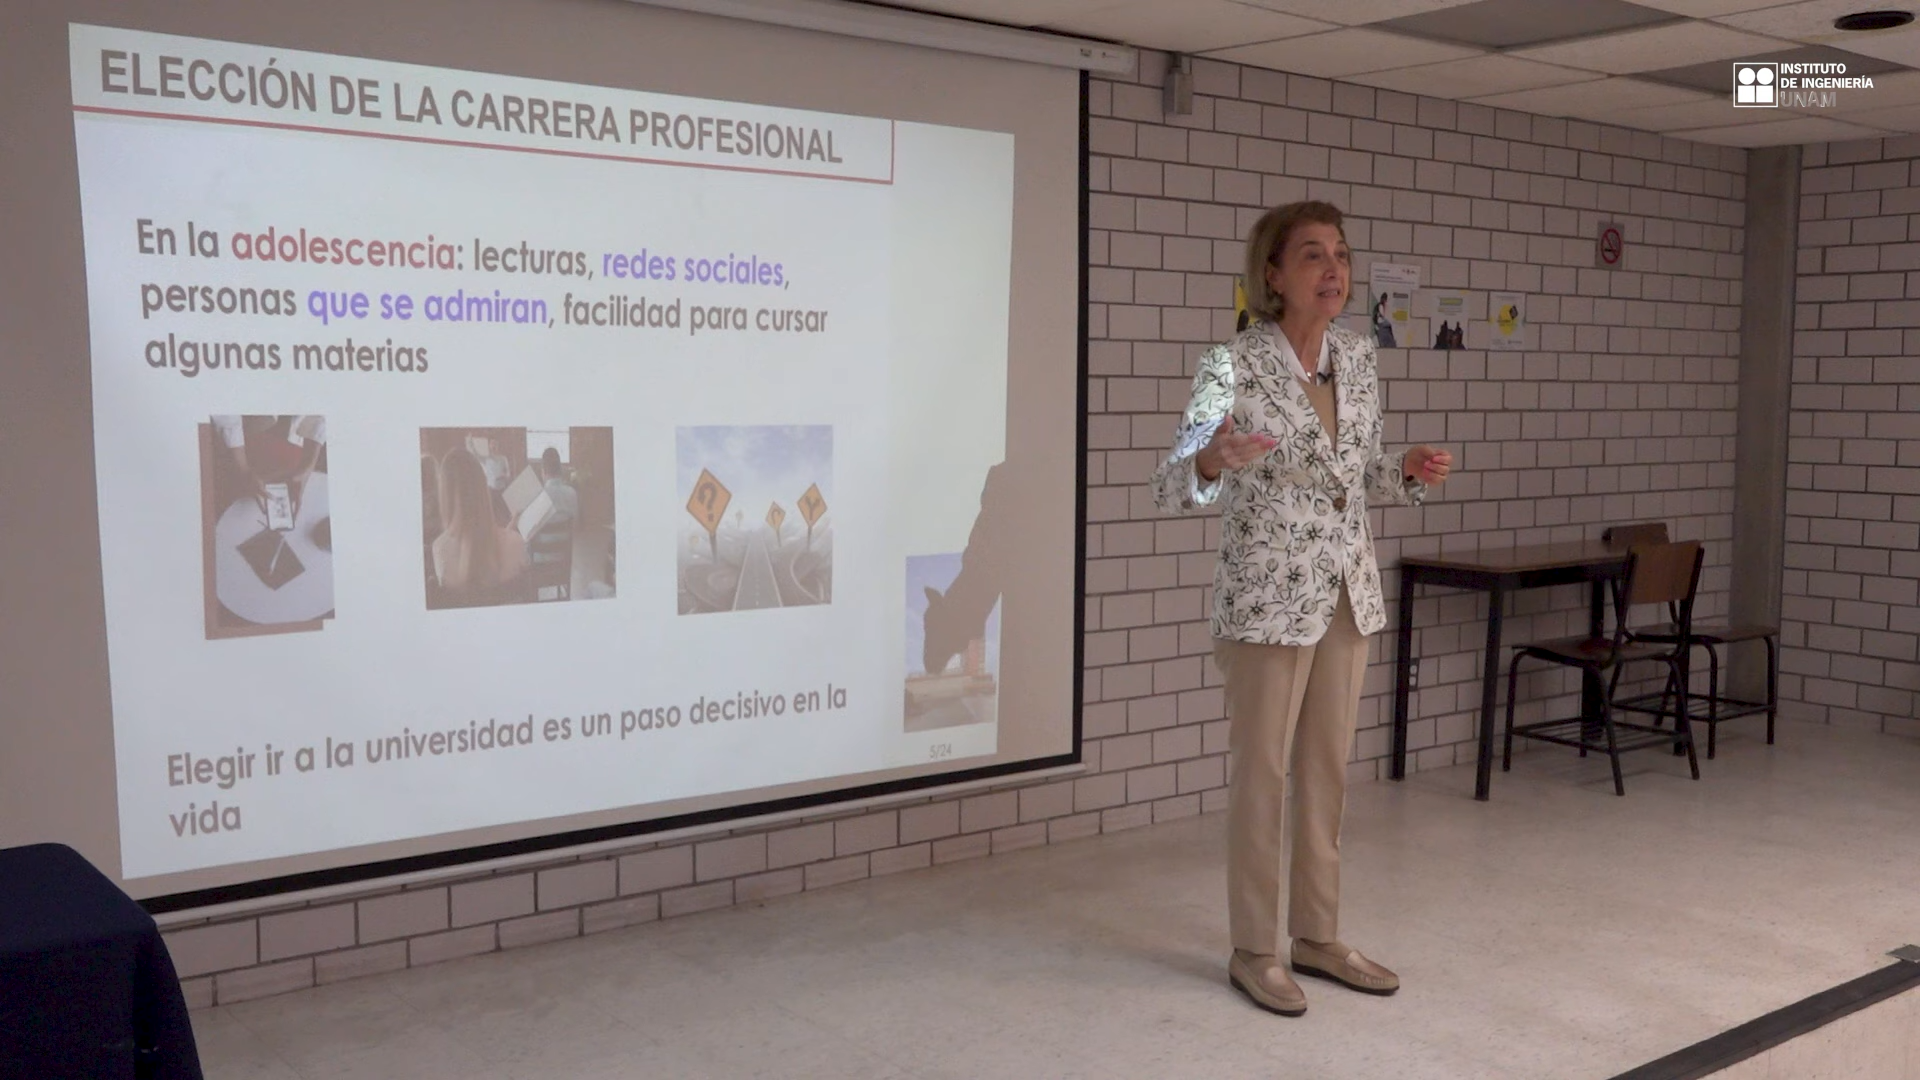 ELECCIÓN DE LA CARRERA PROFESIONAL
En la adolescencia: lecturas, redes sociales,
personas que se admiran, facilidad para cursar
algunas materias
Elegir ir a la universidad es un paso decisivo en la
vida
5/24
INSTITUTO
DE INGENIERÍA
UNAM